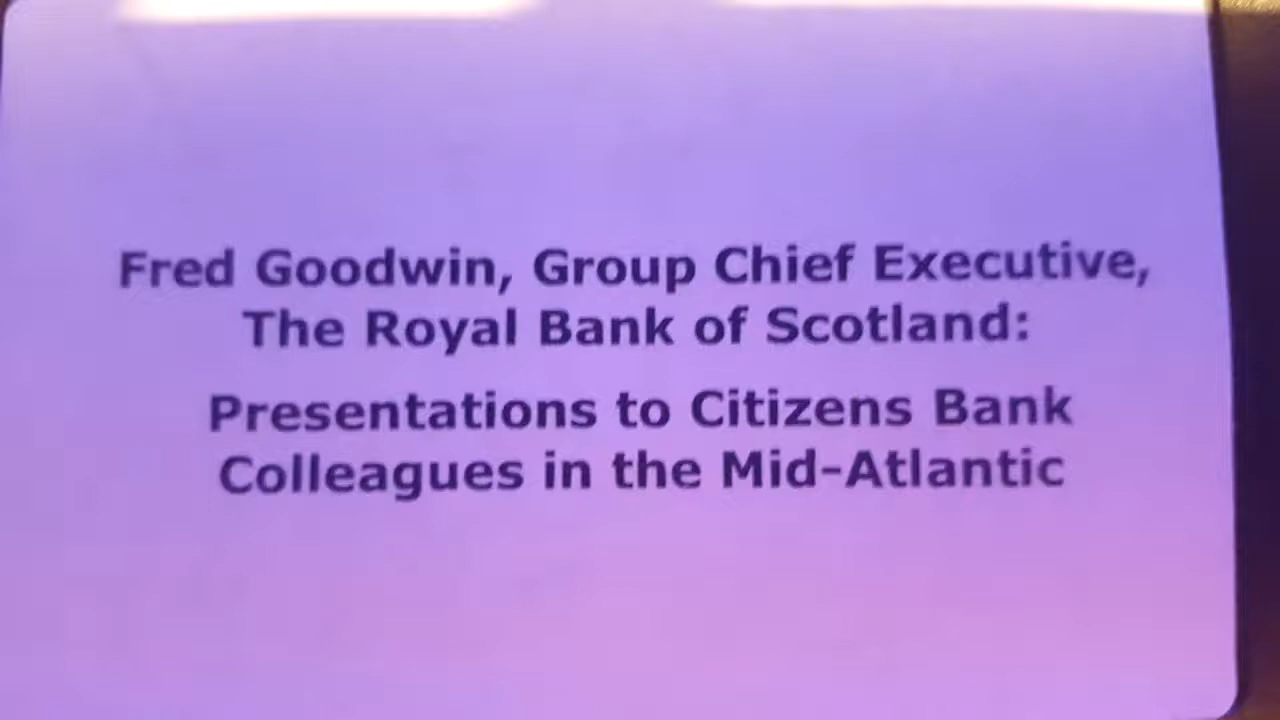 Fred Goodwin, Group Chief Executive,
The Royal Bank of Scotland:
Presentations to Citizens Bank
Colleagues in the Mid-Atlantic